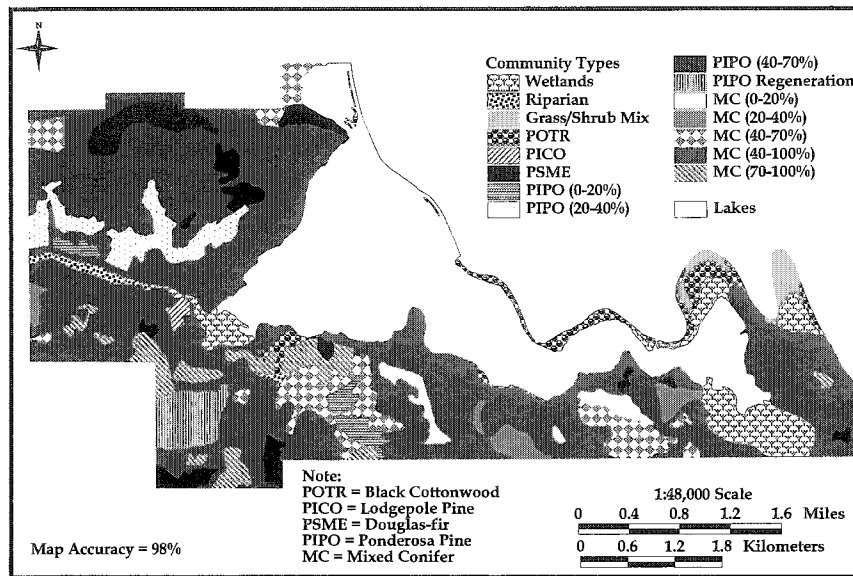 N
Community Types
Wetlands
Riparian
Grass/Shrub Mix
POTR
PICO
PSME
PIPO (0-20%)
PIPO (20-40%)
PIPO (40-70%)
PIPO Regeneration
MC (0-20%)
MC (20-40%)
MC (40-70%)
MC (40-100%)
MC (70-100%)
Lakes
Note:
POTR = Black Cottonwood
PICO = Lodgepole Pine
PSME = Douglas-fir
PIPO = Ponderosa Pine
MC = Mixed Conifer
Map Accuracy = 98%
1:48,000 Scale
0 0.4 0.8 1.2 1.6 Miles
0 0.6 1.2 1.8 Kilometers